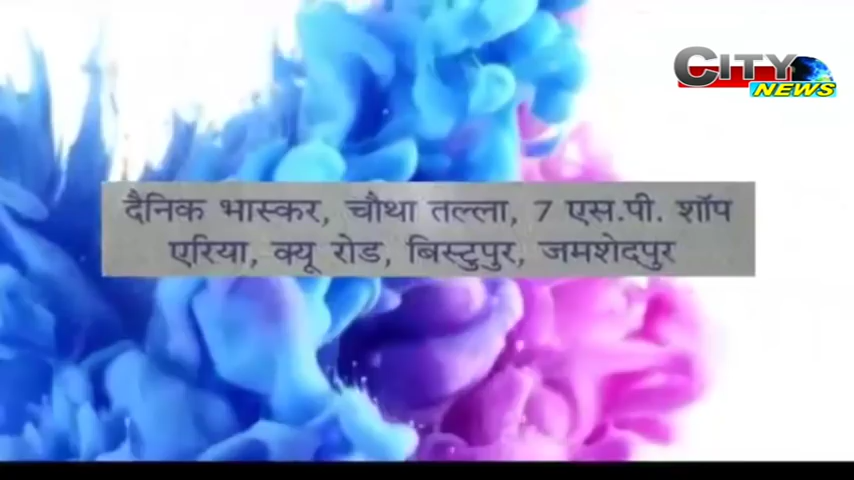 CITY
NEWS
दैनिक भास्कर, चौथा तल्ला, 7 एस.पी. शॉप
एरिया, क्यू रोड, बिस्टुपुर, जमशेदपुर